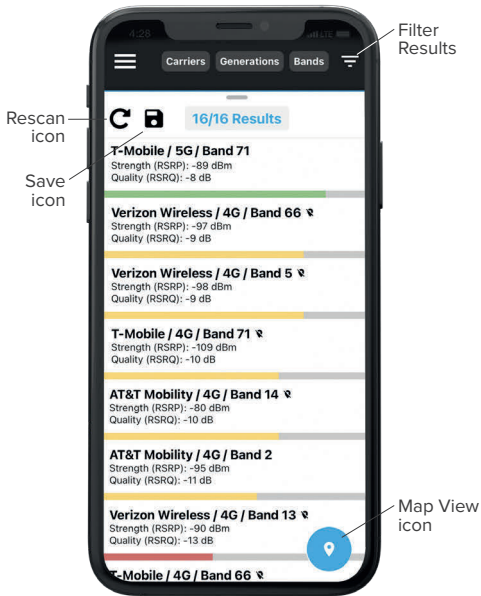 4:28
LTE
Filter
Results
Carriers
Generations
Bands
Rescan
icon
16/16 Results
Save
icon
T-Mobile / 5G / Band 71
Strength (RSRP): -89 dBm
Quality (RSRQ): -8 dB
Verizon Wireless / 4G / Band 66
Strength (RSRP): -97 dBm
Quality (RSRQ): -9 dB
Verizon Wireless / 4G / Band 5
Strength (RSRP): -98 dBm
Quality (RSRQ): -9 dB
T-Mobile / 4G / Band 71
Strength (RSRP): -109 dBm
Quality (RSRQ): -10 dB
AT&T Mobility / 4G / Band 14
Strength (RSRP): -80 dBm
Quality (RSRQ): -10 dB
AT&T Mobility / 4G / Band 2
Strength (RSRP): -95 dBm
Quality (RSRQ): -11 dB
Verizon Wireless / 4G / Band 13
Strength (RSRP): -90 dBm
Quality (RSRQ): -13 dB
Map View
icon
T-Mobile / 4G / Band 66